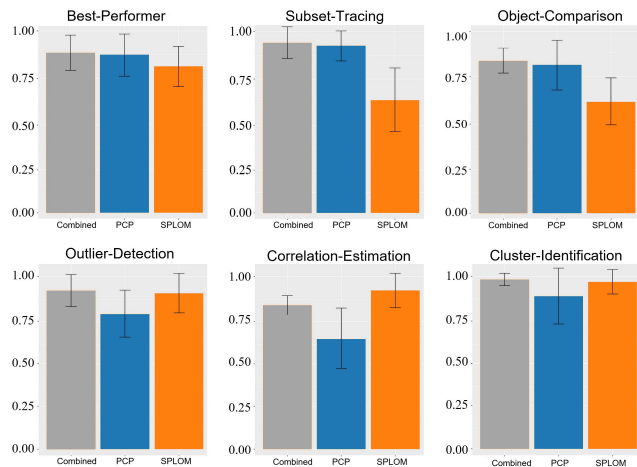 Best-Performer
1.00
0.75
0.50
0.25
0.00
Combined PCP SPLOM
Subset-Tracing
1.00
0.75
0.50
0.25
0.00
Combined PCP SPLOM
Object-Comparison
1.00
0.75
0.50
0.25
0.00
Combined PCP SPLOM
Outlier-Detection
1.00
0.75
0.50
0.25
0.00
Combined PCP SPLOM
Correlation-Estimation
1.00
0.75
0.50
0.25
0.00
Combined PCP SPLOM
Cluster-Identification
1.00
0.75
0.50
0.25
0.00
Combined PCP SPLOM